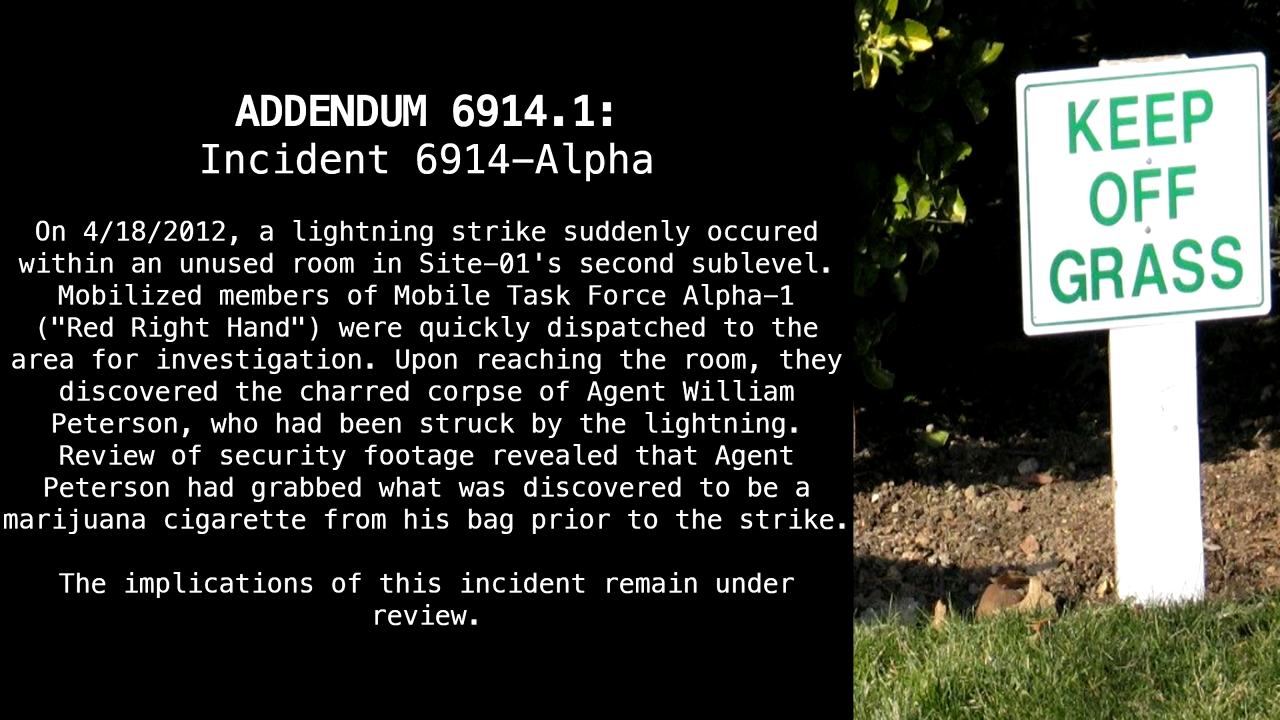 ADDENDUM 6914.1:
Incident 6914-Alpha
On 4/18/2012, a lightning strike suddenly occured
within an unused room in Site-01's second sublevel.
Mobilized members of Mobile Task Force Alpha-1
("Red Right Hand") were quickly dispatched to the
area for investigation. Upon reaching the room, they
discovered the charred corpse of Agent William
Peterson, who had been struck by the lightning.
Review of security footage revealed that Agent
Peterson had grabbed what was discovered to be a
marijuana cigarette from his bag prior to the strike.
The implications of this incident remain under
review.
KEEP
OFF
GRASS